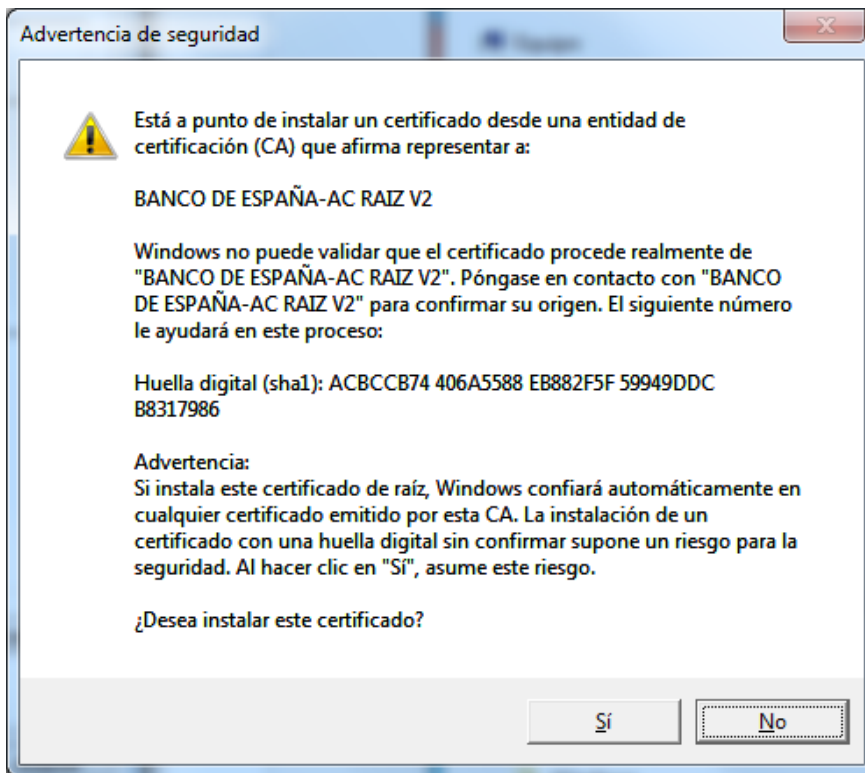 Advertencia de seguridad
Equipo
Está a punto de instalar un certificado desde una entidad de
certificación (CA) que afirma representar a:
BANCO DE ESPAÑA-AC RAIZ V2
Windows no puede validar que el certificado procede realmente de
"BANCO DE ESPAÑA-AC RAIZ V2". Póngase en contacto con "BANCO
DE ESPAÑA-AC RAIZ V2" para confirmar su origen. El siguiente número
le ayudará en este proceso:
Huella digital (sha1): ACBCCB74 406A5588 EB882F5F 59949DDC
B8317986
Advertencia:
Si instala este certificado de raíz, Windows confiará automáticamente en
cualquier certificado emitido por esta CA. La instalación de un
certificado con una huella digital sin confirmar supone un riesgo para la
seguridad. Al hacer clic en "Sí", asume este riesgo.
¿Desea instalar este certificado?
Sí
No